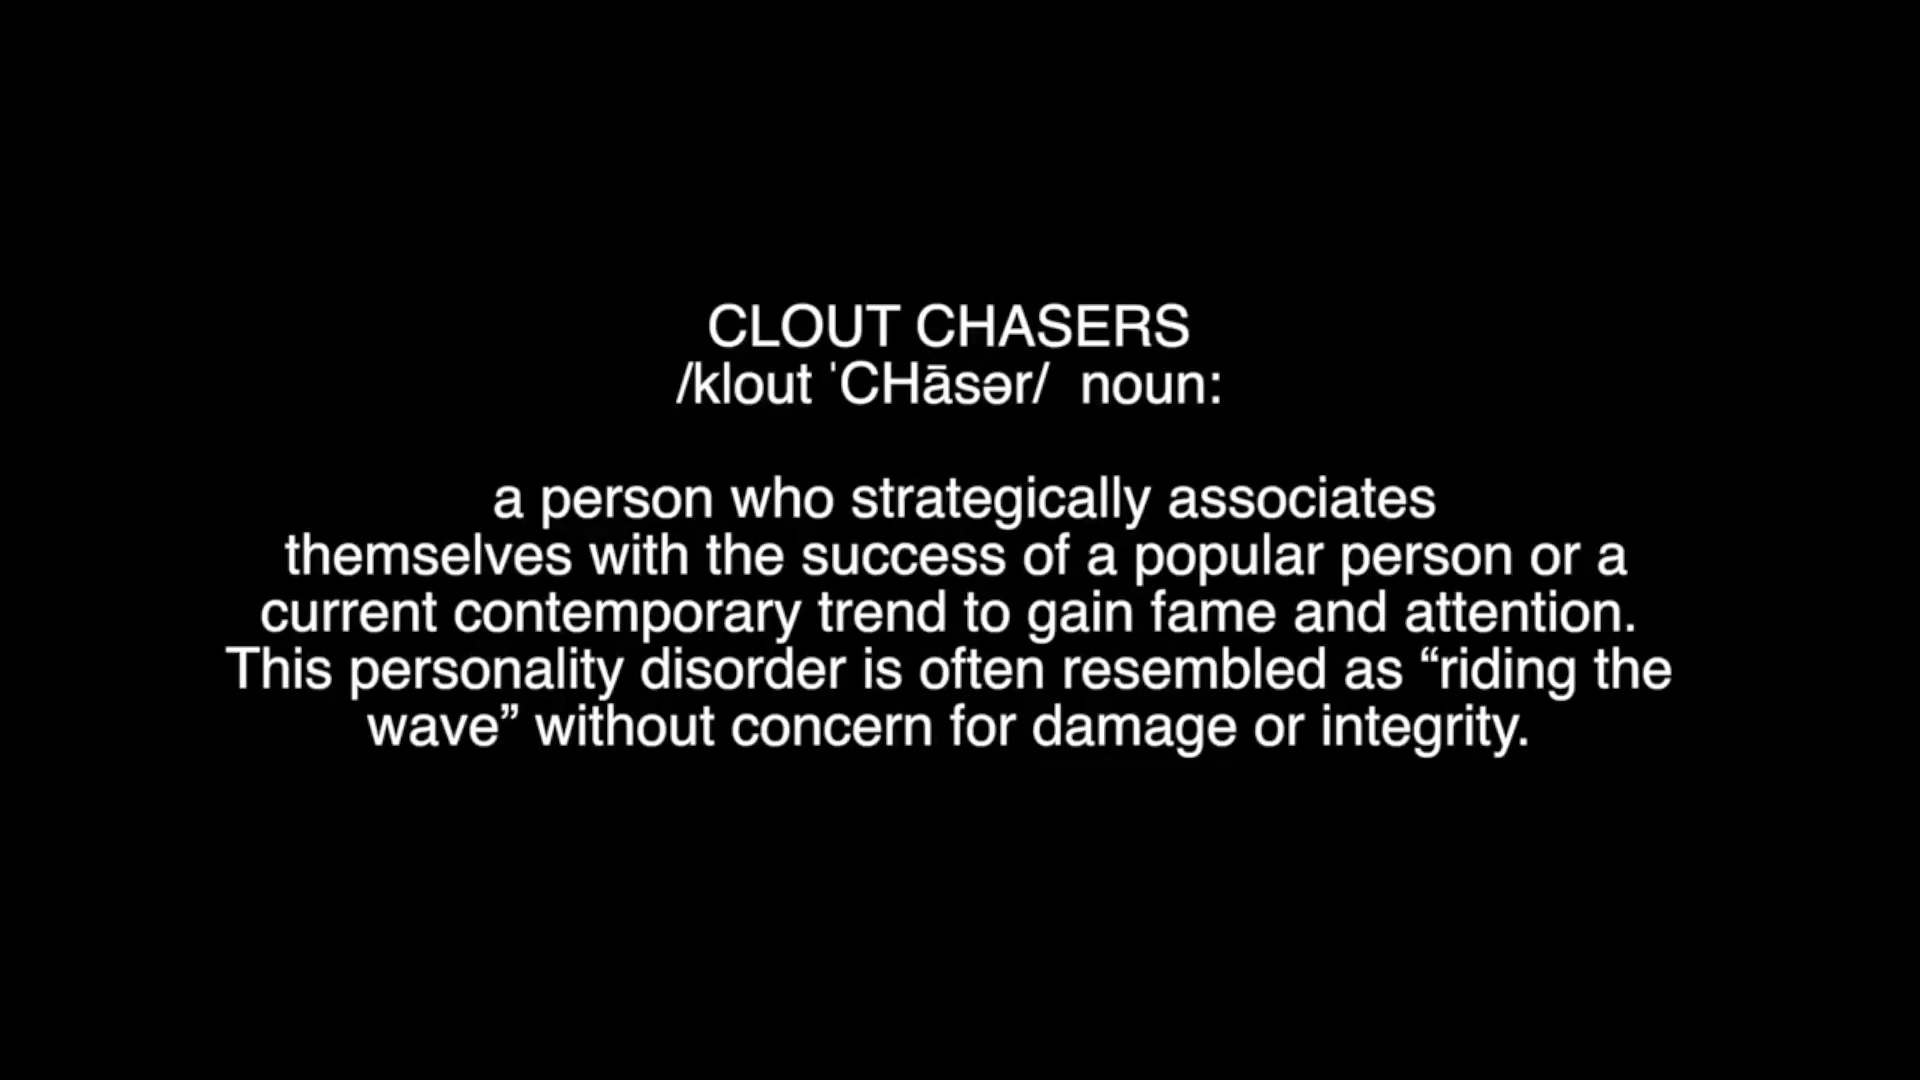 CLOUT CHASERS
/klout ˈCHāsər/  noun:
a person who strategically associates
themselves with the success of a popular person or a
current contemporary trend to gain fame and attention.
This personality disorder is often resembled as “riding the
wave” without concern for damage or integrity.